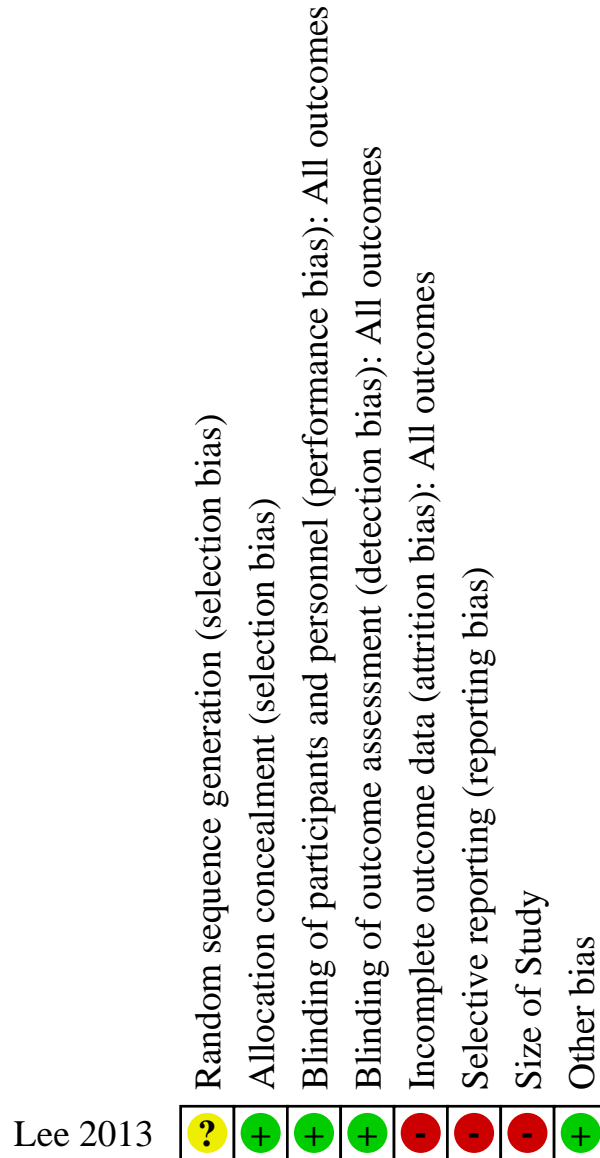 Random sequence generation (selection bias)
Allocation concealment (selection bias)
Blinding of participants and personnel (performance bias): All outcomes
Blinding of outcome assessment (detection bias): All outcomes
Incomplete outcome data (attrition bias): All outcomes
Selective reporting (reporting bias)
Size of Study
Other bias
Lee 2013 ? + + + - - - +